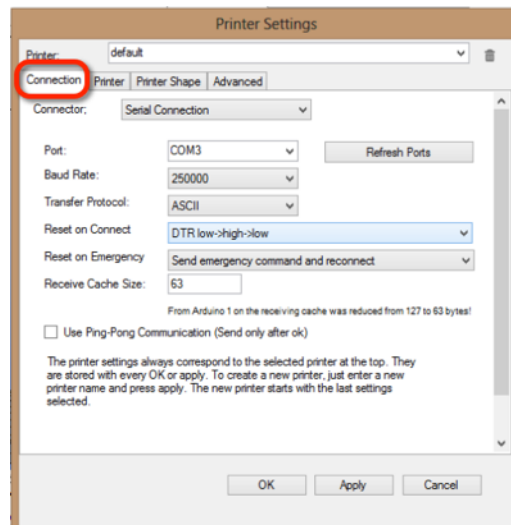 Printer Settings
Printer: default
Connection Printer Printer Shape Advanced
Connector: Serial Connection
Port: COM3 Refresh Ports
Baud Rate: 250000
Transfer Protocol: ASCII
Reset on Connect DTR low->high->low
Reset on Emergency Send emergency command and reconnect
Receive Cache Size: 63
From Arduino 1 on the receiving cache was reduced from 127 to 63 bytes!
Use Ping-Pong Communication (Send only after ok)
The printer settings always correspond to the selected printer at the top. They
are stored with every OK or apply. To create a new printer, just enter a new
printer name and press apply. The new printer starts with the last settings
selected.
OK Apply Cancel